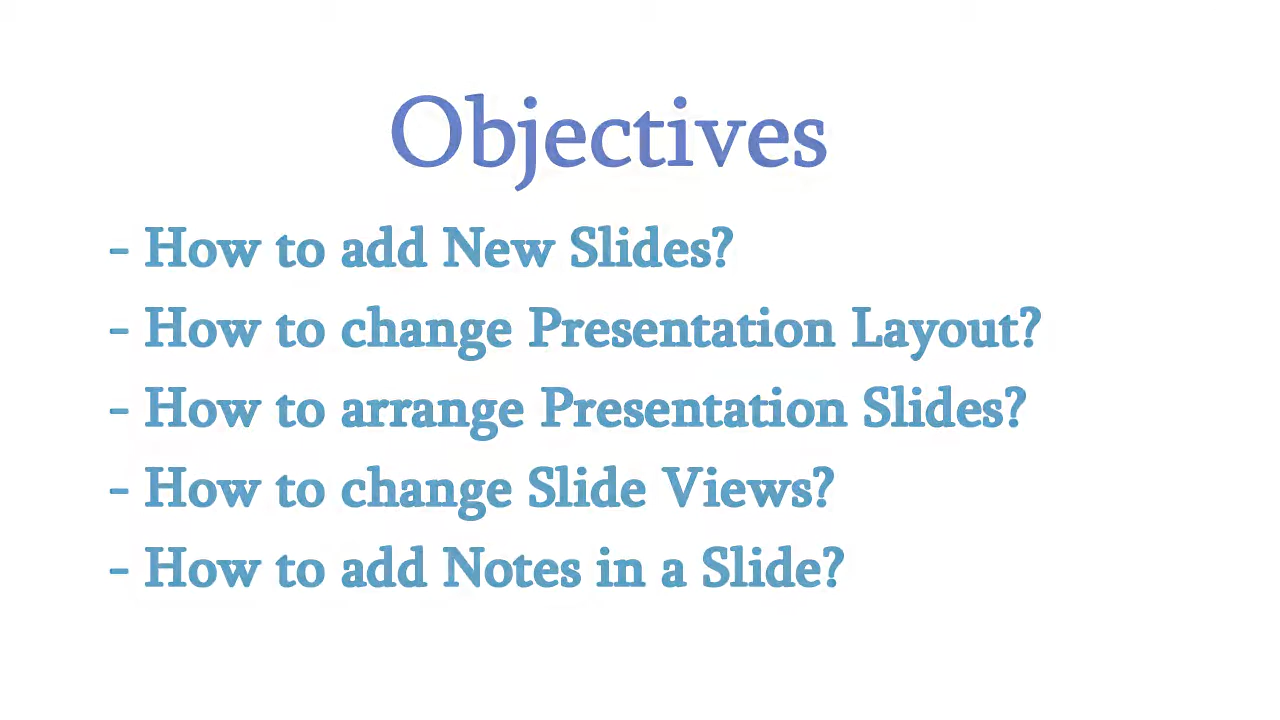 Objectives
- How to add New Slides?
- How to change Presentation Layout?
- How to arrange Presentation Slides?
- How to change Slide Views?
- How to add Notes in a Slide?